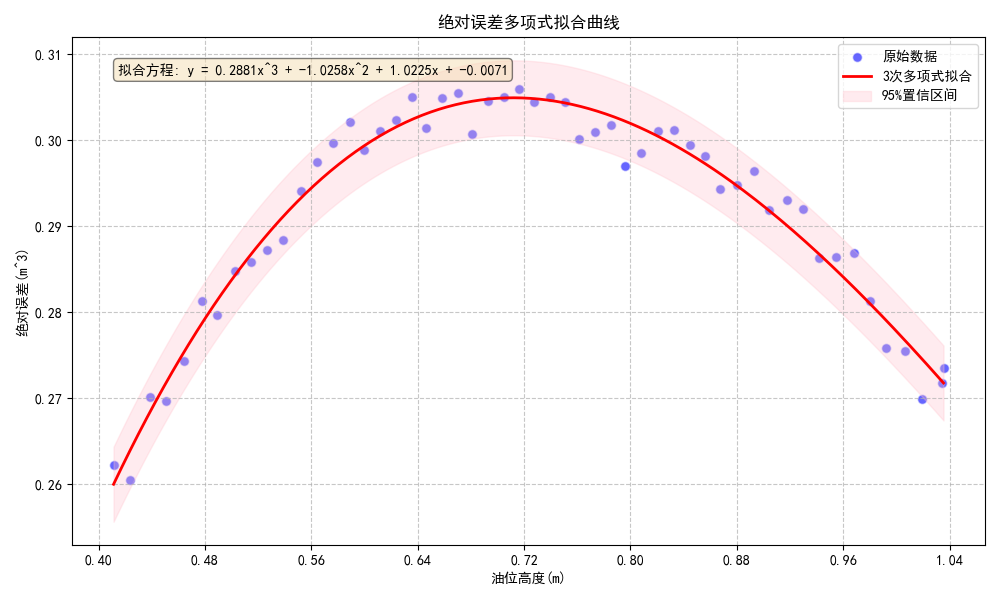 绝对误差多项式拟合曲线
拟合方程: y = 0.2881x^3 + -1.0258x^2 + 1.0225x + -0.0071
原始数据
3次多项式拟合
95%置信区间
绝对误差(m^3)
0.31
0.30
0.29
0.28
0.27
0.26
0.40 0.48 0.56 0.64 0.72 0.80 0.88 0.96 1.04
油位高度(m)